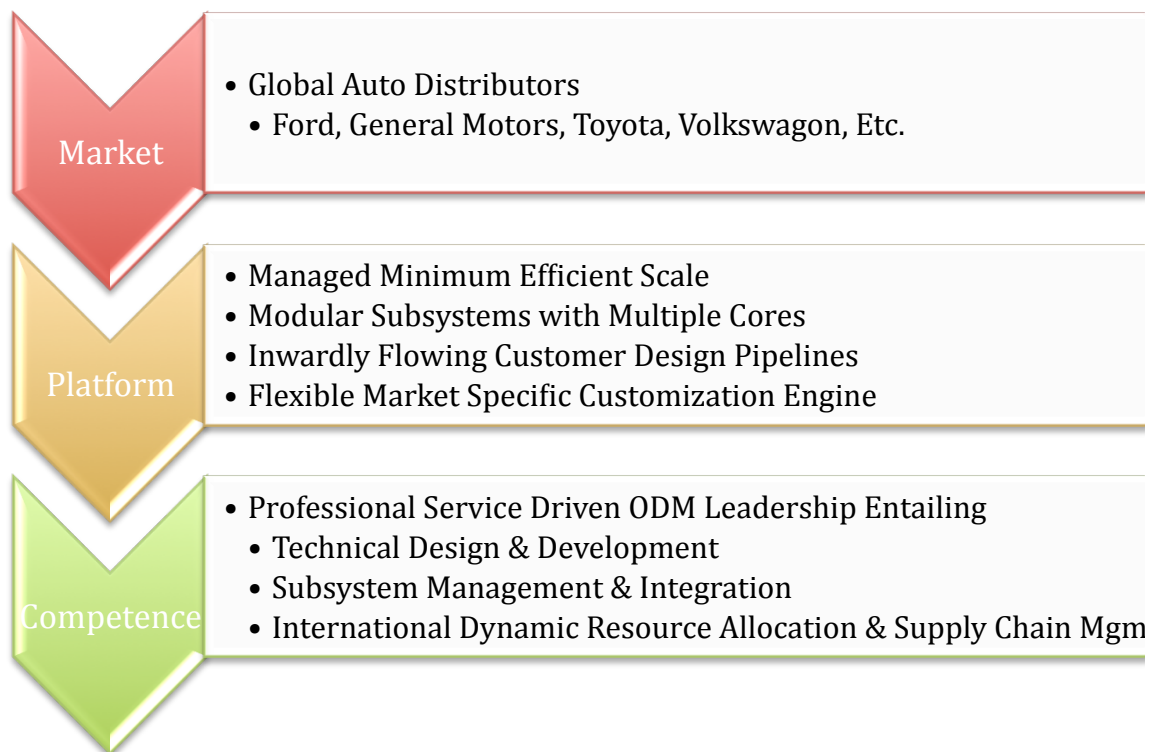 Market
• Global Auto Distributors
• Ford, General Motors, Toyota, Volkswagon, Etc.
Platform
• Managed Minimum Efficient Scale
• Modular Subsystems with Multiple Cores
• Inwardly Flowing Customer Design Pipelines
• Flexible Market Specific Customization Engine
Competence
• Professional Service Driven ODM Leadership Entailing
• Technical Design & Development
• Subsystem Management & Integration
• International Dynamic Resource Allocation & Supply Chain Mgm